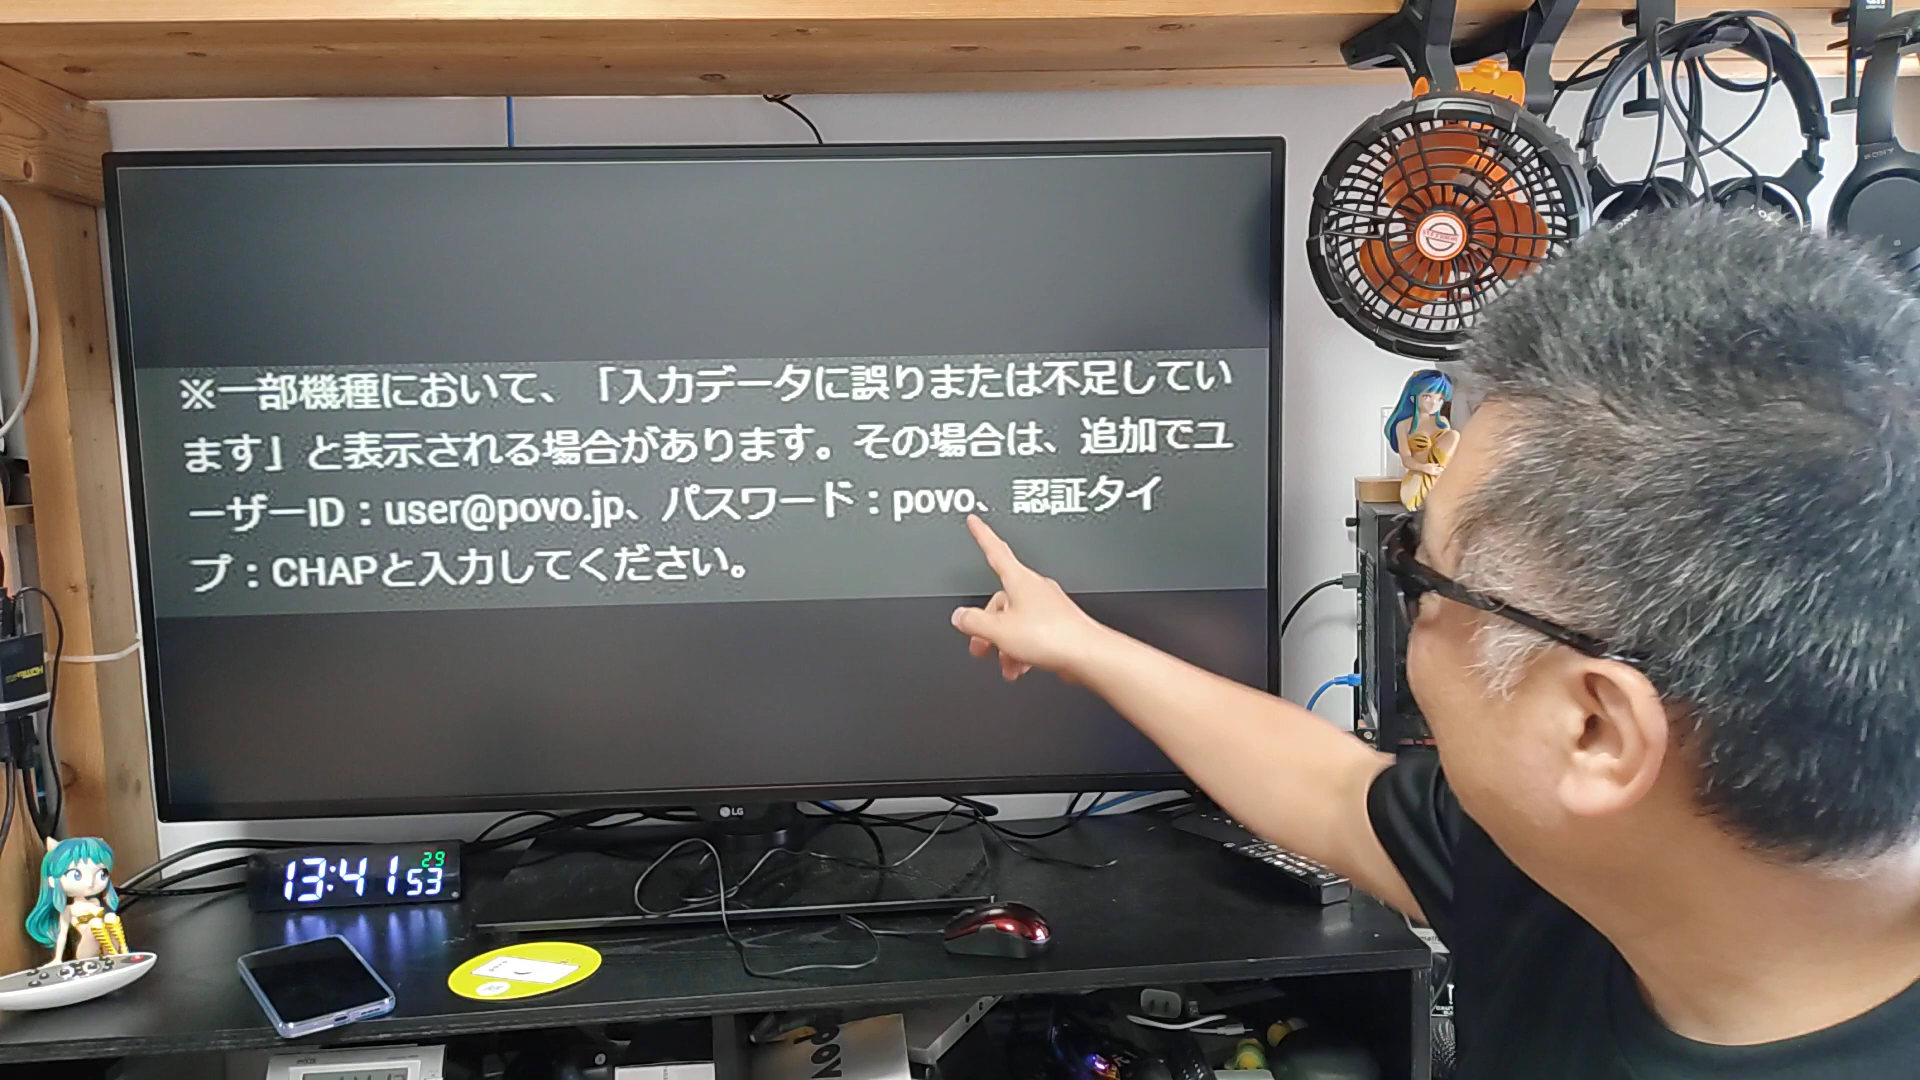 ※一部機種において、「入力データに誤りまたは不足してい
ます」と表示される場合があります。その場合は、追加でユ
ーザーID：user@povo.jp、パスワード：povo、認証タイ
プ：CHAPと入力してください。
SONY
LG
29
13:41 53
povo